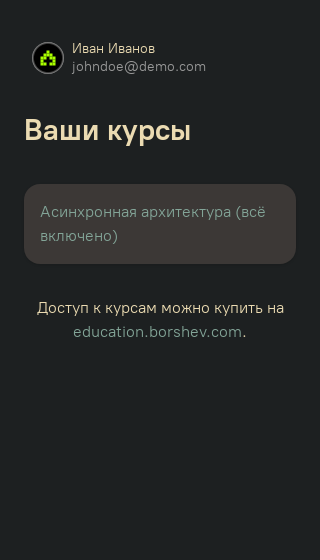 Иван Иванов
johndoe@demo.com
Ваши курсы
Асинхронная архитектура (всё
включено)
Доступ к курсам можно купить на
education.borshev.com.